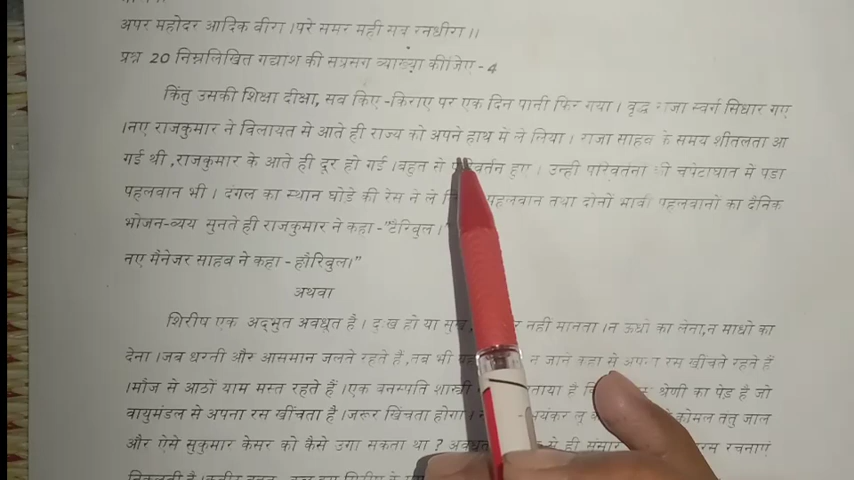 अपर महोदर आदिक बीरा ।परे समर मही सब रनधीरा ।।
प्रश्न 20 निम्नलिखित गद्यांश की सप्रसंग व्याख्या कीजिए -4
किंतु उसकी शिक्षा दीक्षा, सब किए -किराए पर एक दिन पानी फिर गया । वृद्ध राजा स्वर्ग सिधार गए
।नए राजकुमार ने विलायत से आते ही राज्य को अपने हाथ में ले लिया । राजा साहब के समय शीतलता आ
गई थी ,राजकुमार के आते ही दूर हो गई ।बहुत से परिवर्तन हुए । उन्ही परिवर्तनो की चपेटाघात में पडा
पहलवान भी । दंगल का स्थान घोडे की रेस ने ले पहलवान तथा दोनों भावी पहलवानों का दैनिक
भोजन-व्यय सुनते ही राजकुमार ने कहा -"टैरिबुल।"
नए मैनेजर साहब ने कहा - हौरिबुल।"
अथवा
शिरीष एक अद्भुत अवधूत है । दुःख हो या सुख, नहीं मानता ।न ऊधो का लेना,न माधो का
देना ।जब धरती और आसमान जलते रहते हैं,तब भी न जाने कहा से अपना रस खींचते रहते हैं
।मौज से आठों याम मस्त रहते हैं ।एक वनस्पति शास्त्री बताया है श्रेणी का पेड़ है जो
वायुमंडल से अपना रस खींचता है ।जरूर खिंचता होगा । भयंकर लू कोमल तंतु जाल
और ऐसे सुकुमार केसर को कैसे उगा सकता था ? से ही संसार रस रचनाएं